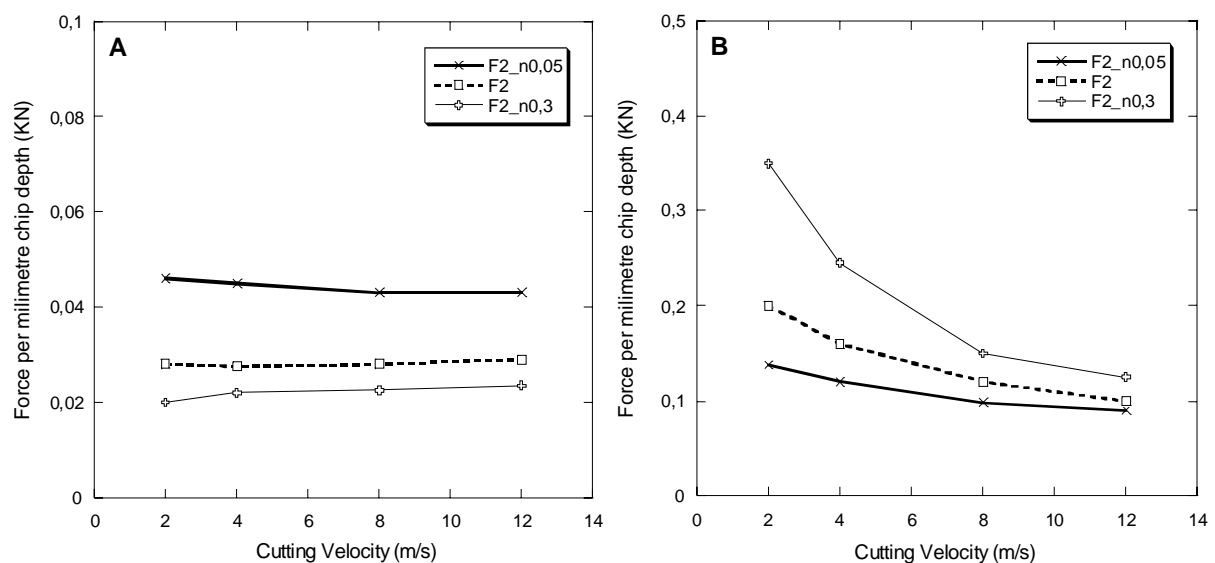 A
F2_n0,05
F2
F2_n0,3
Force per milimetre chip depth (KN)
0,1
0,08
0,06
0,04
0,02
0
0 2 4 6 8 10 12 14
Cutting Velocity (m/s)
B
F2_n0,05
F2
F2_n0,3
Force per milimetre chip depth (KN)
0,5
0,4
0,3
0,2
0,1
0
0 2 4 6 8 10 12 14
Cutting Velocity (m/s)